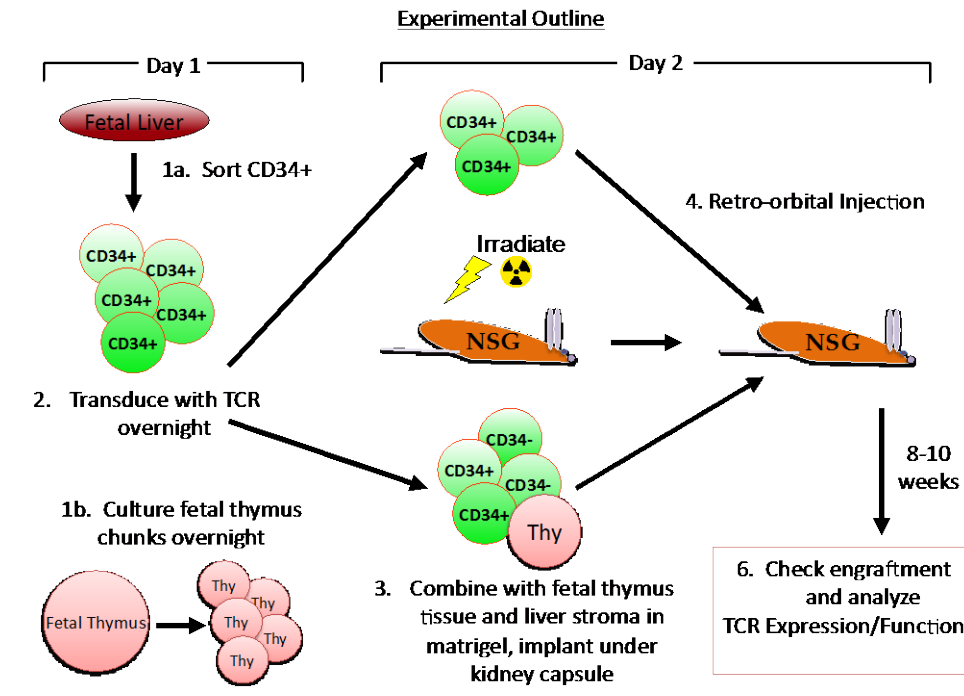 Experimental Outline
Day 1
Day 2
Fetal Liver
1a. Sort CD34+
CD34+
CD34+
CD34+
CD34+
CD34+
2. Transduce with TCR
overnight
1b. Culture fetal thymus
chunks overnight
Fetal Thymus
Thy
Thy
Thy
Thy
Thy
CD34+
CD34+
CD34+
4. Retro-orbital Injection
Irradiate
NSG
NSG
CD34-
CD34+
CD34-
CD34+
Thy
3. Combine with fetal thymus
tissue and liver stroma in
matrigel, implant under
kidney capsule
8-10
weeks
6. Check engraftment
and analyze
TCR Expression/Function